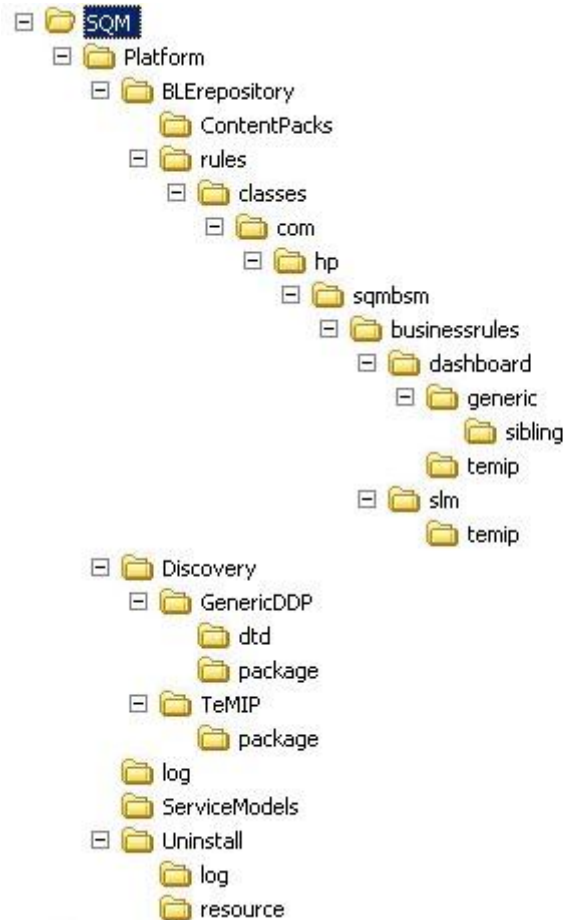 SQM
Platform
BLErepository
ContentPacks
rules
classes
com
hp
sqmbsm
businessrules
dashboard
generic
sibling
temip
slm
temip
Discovery
GenericDDP
dtd
package
TeMIP
package
log
ServiceModels
Uninstall
log
resource